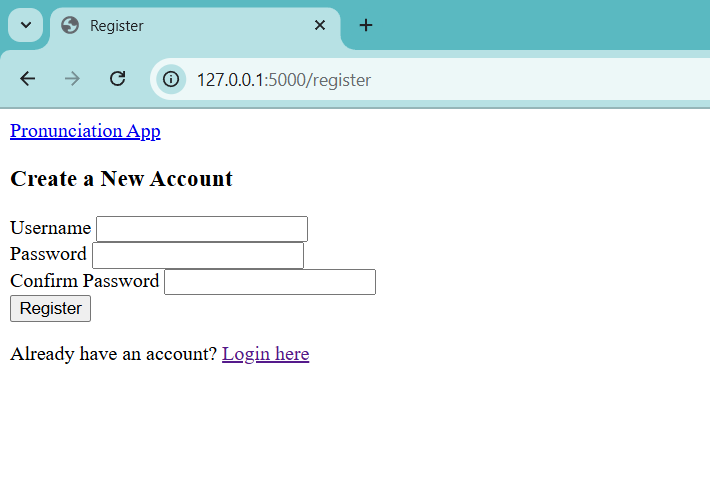 Register
127.0.0.1:5000/register
Pronunciation App
Create a New Account
Username
Password
Confirm Password
Register
Already have an account? Login here